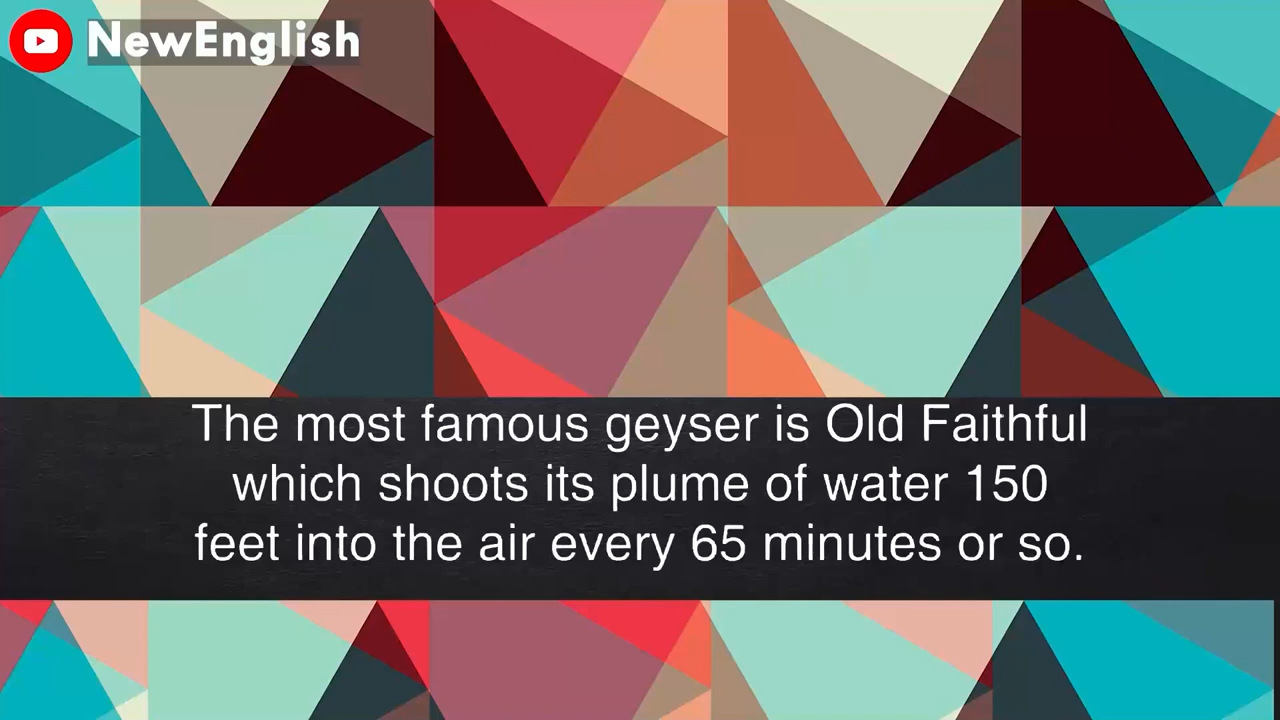 NewEnglish
The most famous geyser is Old Faithful
which shoots its plume of water 150
feet into the air every 65 minutes or so.